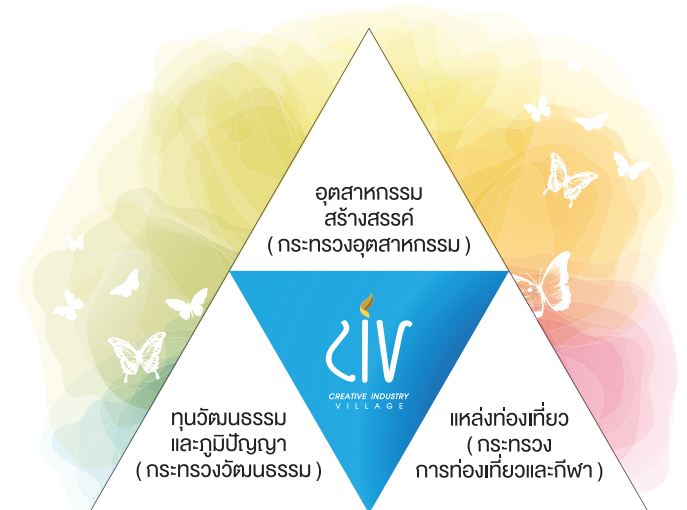 อุตสาหกรรม
สร้างสรรค์
( กระทรวงอุตสาหกรรม )
CIV
CREATIVE INDUSTRY
VILLAGE
ทุนวัฒนธรรม
และภูมิปัญญา
( กระทรวงวัฒนธรรม )
แหล่งท่องเที่ยว
( กระทรวง
การท่องเที่ยวและกีฬา )